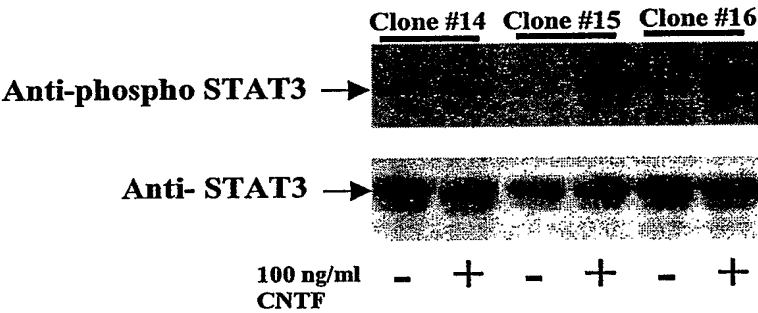 Clone #14 Clone #15 Clone #16
Anti-phospho STAT3
Anti- STAT3
100 ng/ml - + - + - +
CNTF